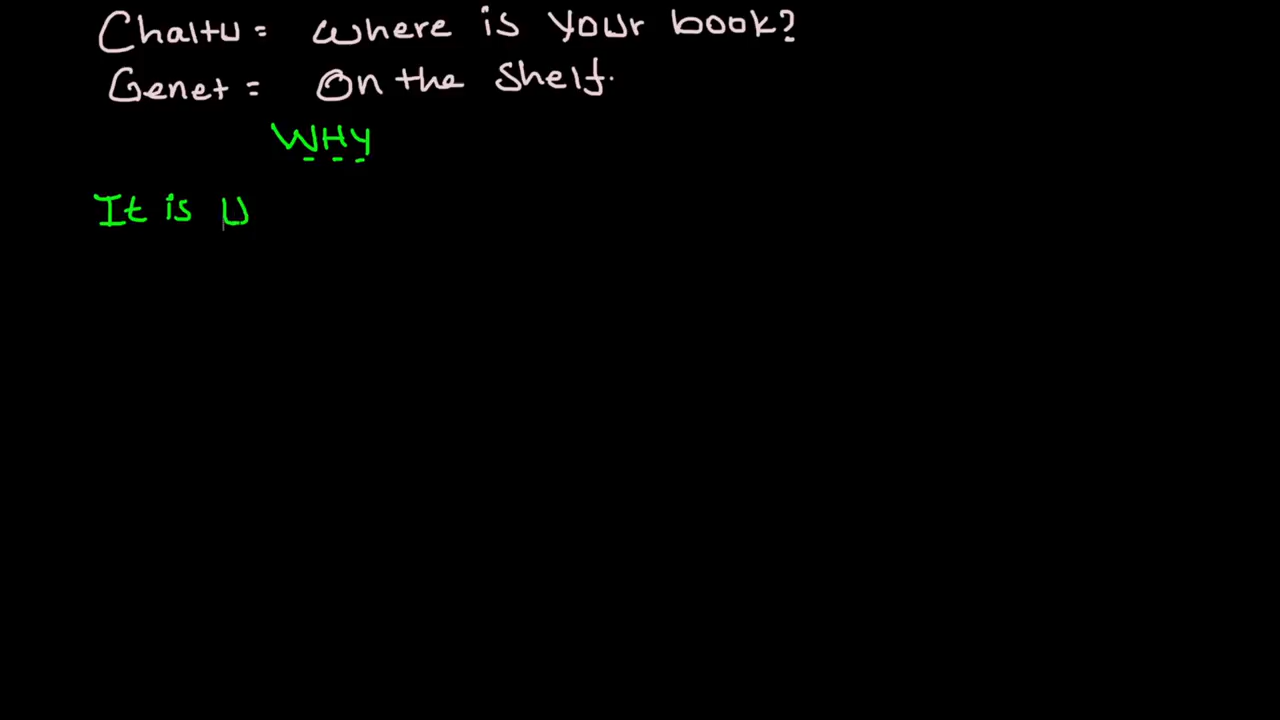 Chaltu = where is your book?
Genet = On the shelf.
WHY
It is U